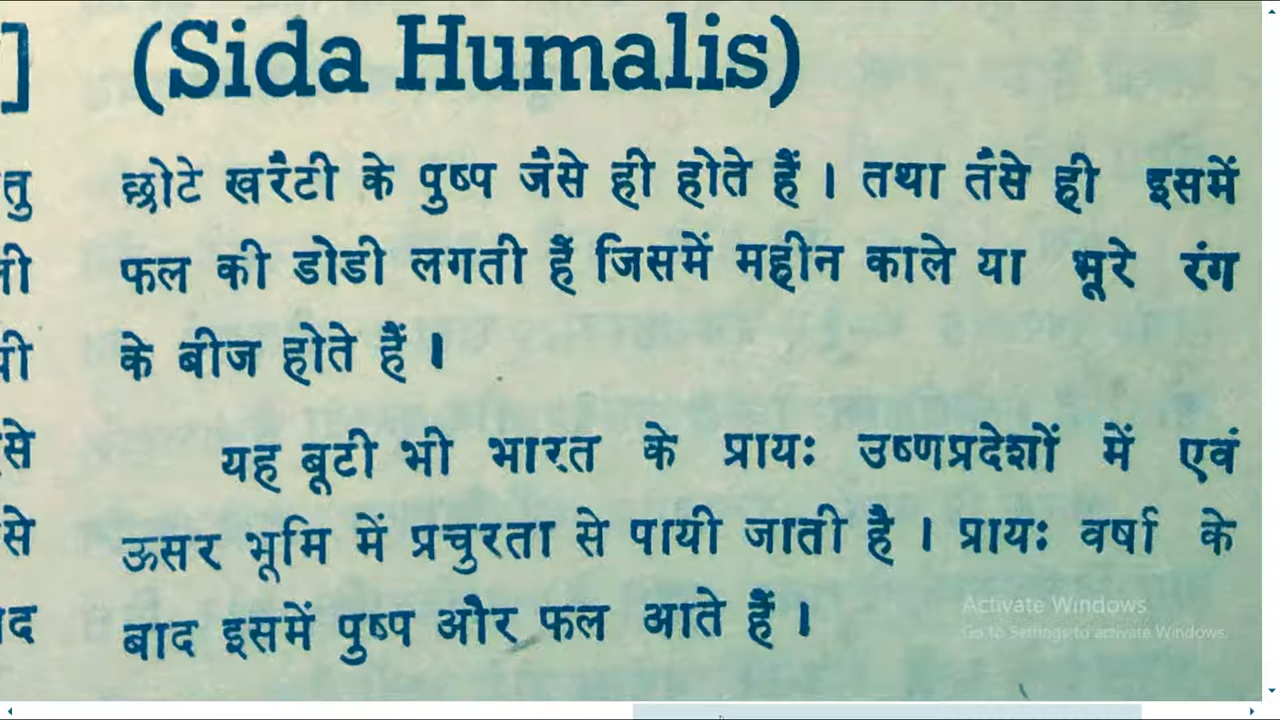 ] (Sida Humalis)
तु छोटे खरैटी के पुष्प जैसे ही होते हैं । तथा तैसे ही इसमें
फल की डोडी लगती हैं जिसमें महीन काले या भूरे रंग
के बीज होते हैं ।
से यह बूटी भी भारत के प्रायः उष्णप्रदेशों में एवं
से ऊसर भूमि में प्रचुरता से पायी जाती है । प्रायः वर्षा के
बाद इसमें पुष्प और फल आते हैं ।
Activate Windows
Go to Settings to activate Windows.